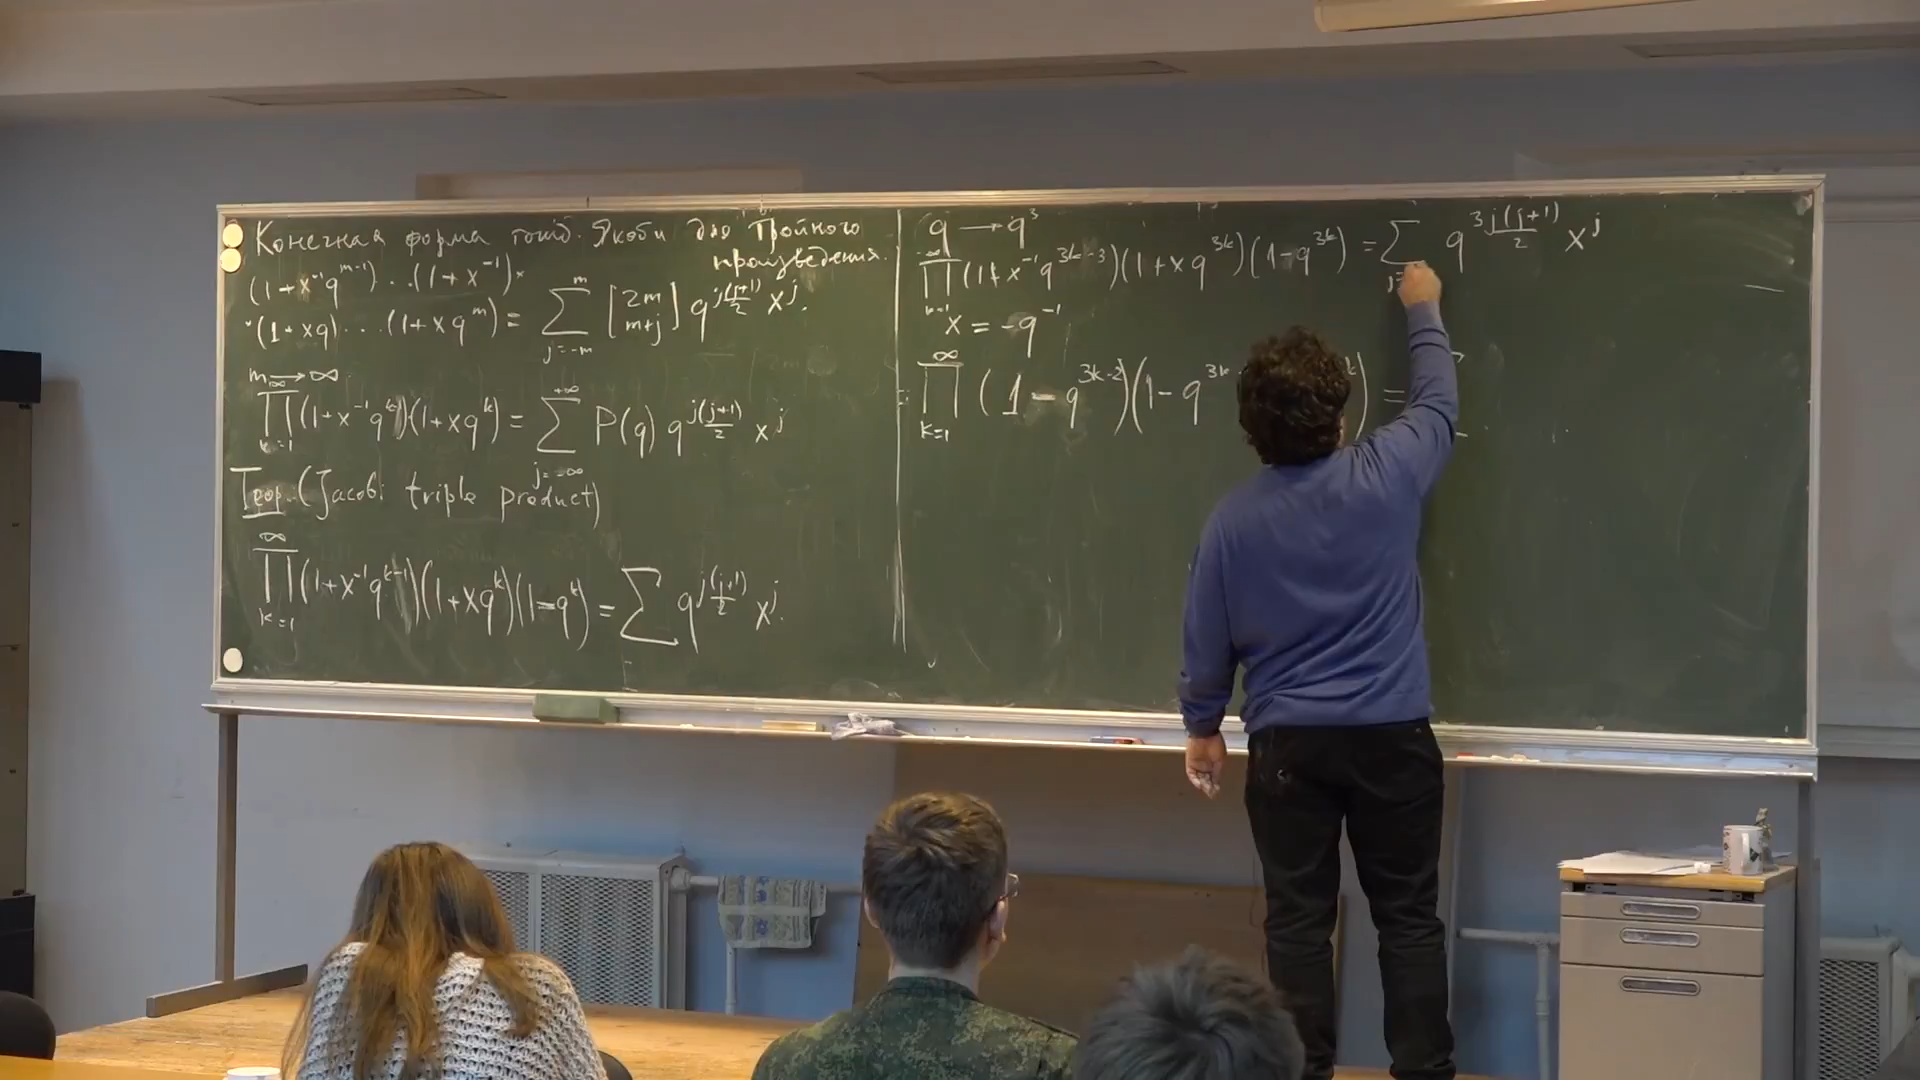 Конечная форма тожд. Якоби для тройного
произведения.
(1+x⁻¹q^{m-1})...(1+x⁻¹)×
·(1+xq)...(1+xq^m) = ∑_{j=-m}^{m} [2m m+j] q^{j(j+1)/2} x^j.
m→∞
∏_{k=1}^{∞} (1+x⁻¹q^k)(1+xq^k) = ∑_{j=-∞}^{+∞} P(q) q^{j(j+1)/2} x^j
Теор. (Jacobi triple product)
∏_{k=1}^{∞} (1+x⁻¹q^{k-1})(1+xq^k)(1-q^k) = ∑ q^{j(j+1)/2} x^j.
q → q³
∏_{k=1}^{∞} (1+x⁻¹q^{3k-3})(1+xq^{3k})(1-q^{3k}) = ∑ q^{3j(j+1)/2} x^j
x = -q⁻¹
∏_{k=1}^{∞} (1-q^{3k-2})(1-q^{3k
) =